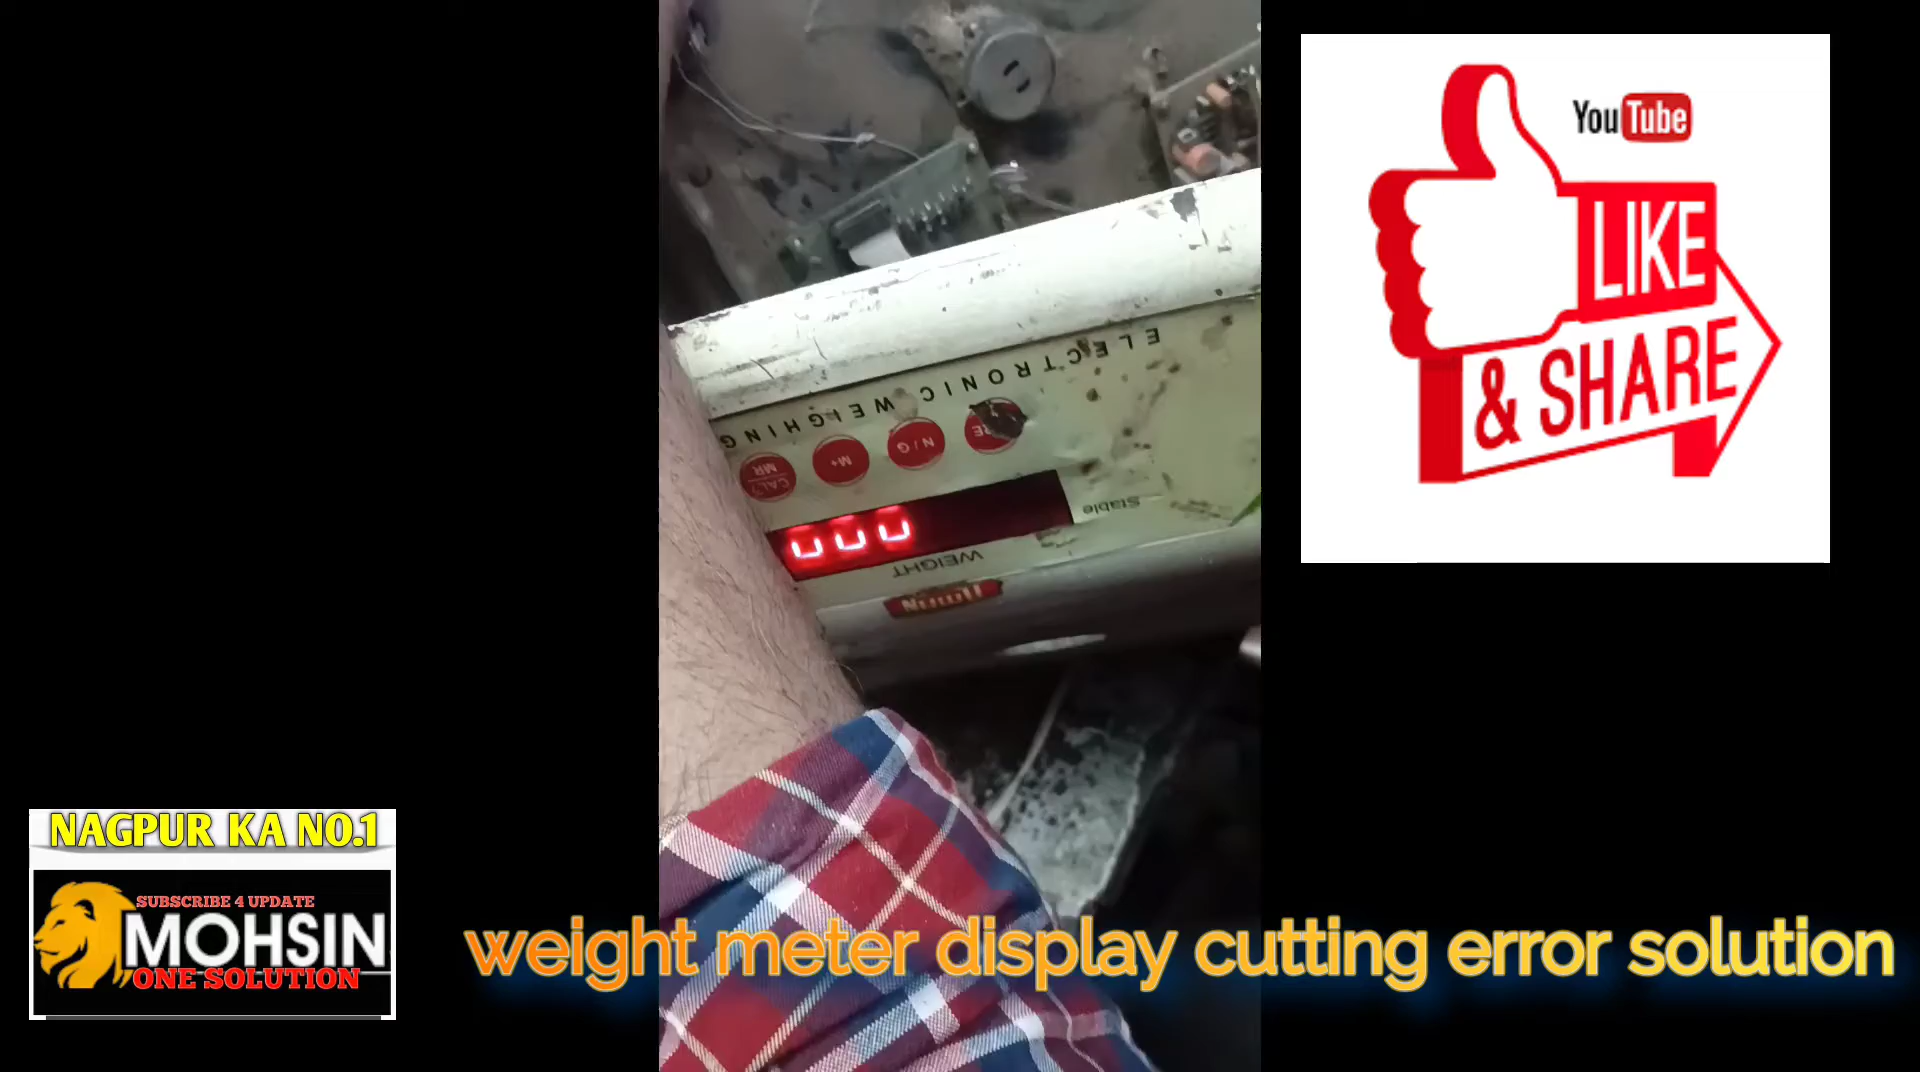 YouTube
LIKE
& SHARE
ELECTRONIC WEIGHING
N/G
M+
CAL?
MR
Stable
WEIGHT
NAGPUR KA NO.1
SUBSCRIBE 4 UPDATE
MOHSIN
ONE SOLUTION
weight meter display cutting error solution